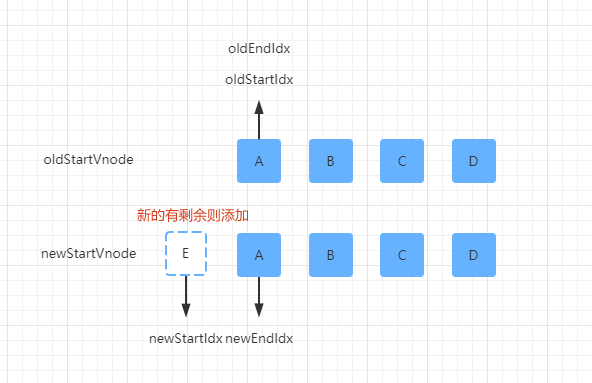 oldEndIdx
oldStartIdx
oldStartVnode A B C D
新的有剩余则添加
newStartVnode E A B C D
newStartIdx newEndIdx